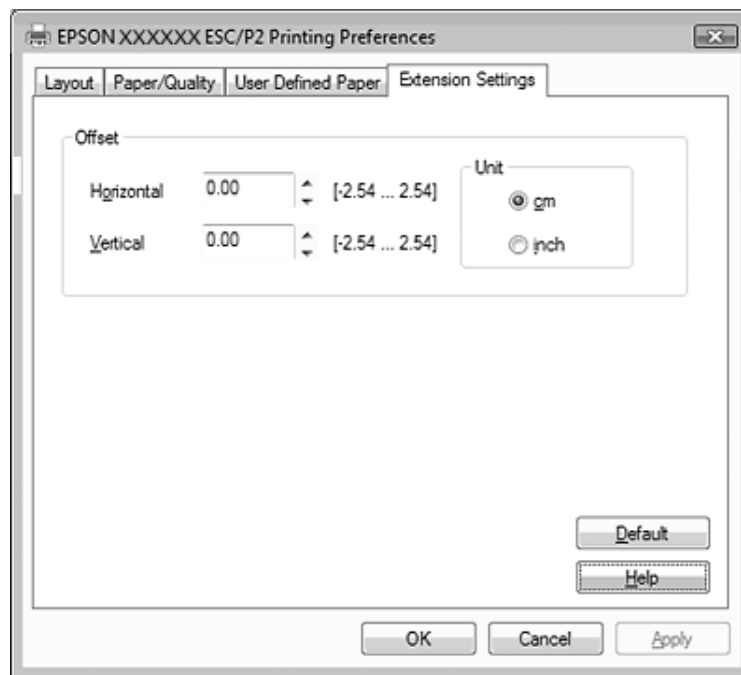 EPSON XXXXXX ESC/P2 Printing Preferences
Layout Paper/Quality User Defined Paper Extension Settings
Offset
Horizontal 0.00 [-2.54 ... 2.54]
Vertical 0.00 [-2.54 ... 2.54]
Unit
cm
inch
Default
Help
OK Cancel Apply